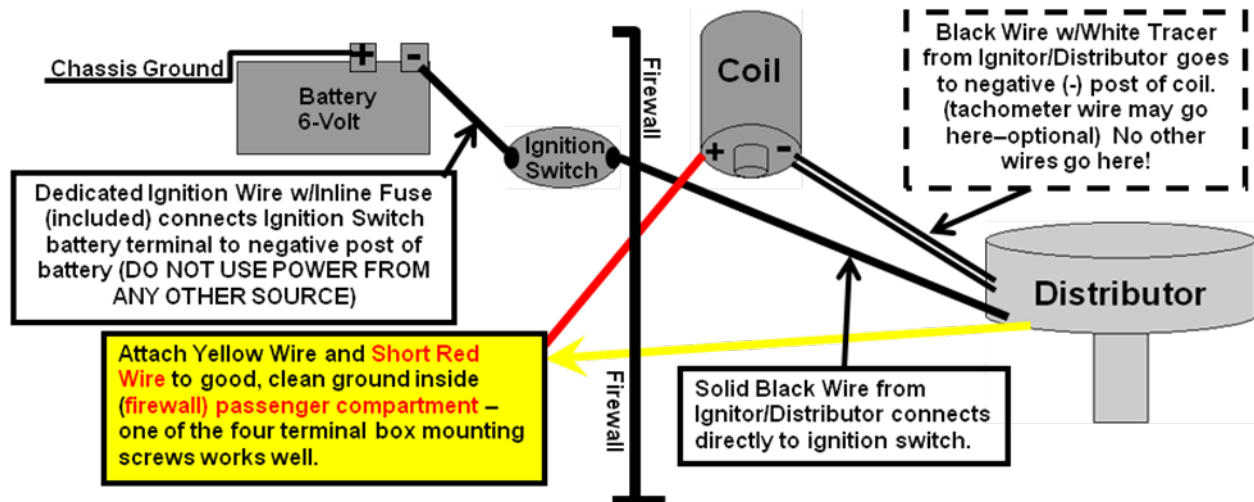 Chassis Ground
+
-
Battery
6-Volt
Ignition
Switch
Firewall
Coil
+
-
Black Wire w/White Tracer
from Ignitor/Distributor goes
to negative (-) post of coil.
(tachometer wire may go
here–optional)  No other
wires go here!
Dedicated Ignition Wire w/Inline Fuse
(included) connects Ignition Switch
battery terminal to negative post of
battery (DO NOT USE POWER FROM
ANY OTHER SOURCE)
Distributor
Attach Yellow Wire and Short Red
Wire to good, clean ground inside
(firewall) passenger compartment –
one of the four terminal box mounting
screws works well.
Firewall
Solid Black Wire from
Ignitor/Distributor connects
directly to ignition switch.